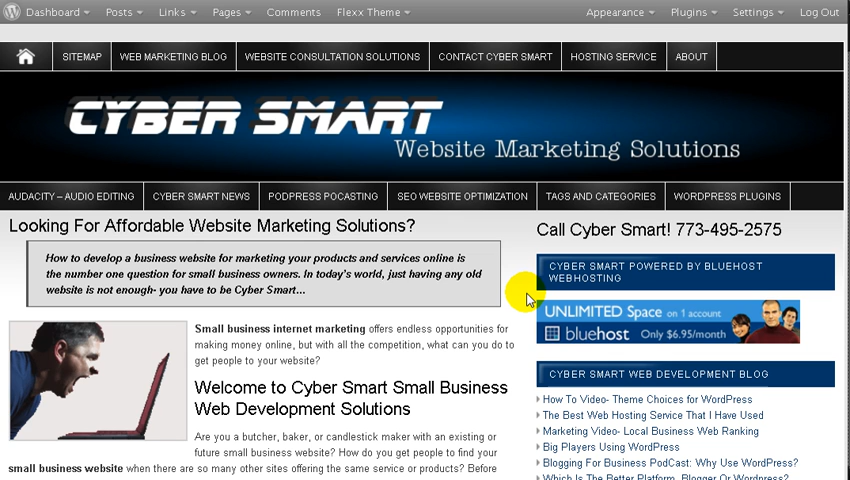 Dashboard Posts Links Pages Comments Flexx Theme Appearance Plugins Settings Log Out
SITEMAP WEB MARKETING BLOG WEBSITE CONSULTATION SOLUTIONS CONTACT CYBER SMART HOSTING SERVICE ABOUT
CYBER SMART
Website Marketing Solutions
AUDACITY – AUDIO EDITING CYBER SMART NEWS PODPRESS POCASTING SEO WEBSITE OPTIMIZATION TAGS AND CATEGORIES WORDPRESS PLUGINS
Looking For Affordable Website Marketing Solutions?
How to develop a business website for marketing your products and services online is
the number one question for small business owners. In today's world, just having any old
website is not enough- you have to be Cyber Smart...
Small business internet marketing offers endless opportunities for
making money online, but with all the competition, what can you do to
get people to your website?
Welcome to Cyber Smart Small Business
Web Development Solutions
Are you a butcher, baker, or candlestick maker with an existing or
future small business website? How do you get people to find your
small business website when there are so many other sites offering the same service or products? Before
Call Cyber Smart! 773-495-2575
CYBER SMART POWERED BY BLUEHOST
WEBHOSTING
UNLIMITED Space on 1 account
bluehost Only $6.95/month
CYBER SMART WEB DEVELOPMENT BLOG
How To Video- Theme Choices for WordPress
The Best Web Hosting Service That I Have Used
Marketing Video- Local Business Web Ranking
Big Players Using WordPress
Blogging For Business PodCast: Why Use WordPress?
Which Is The Better Platform, Blogger Or Wordpress?